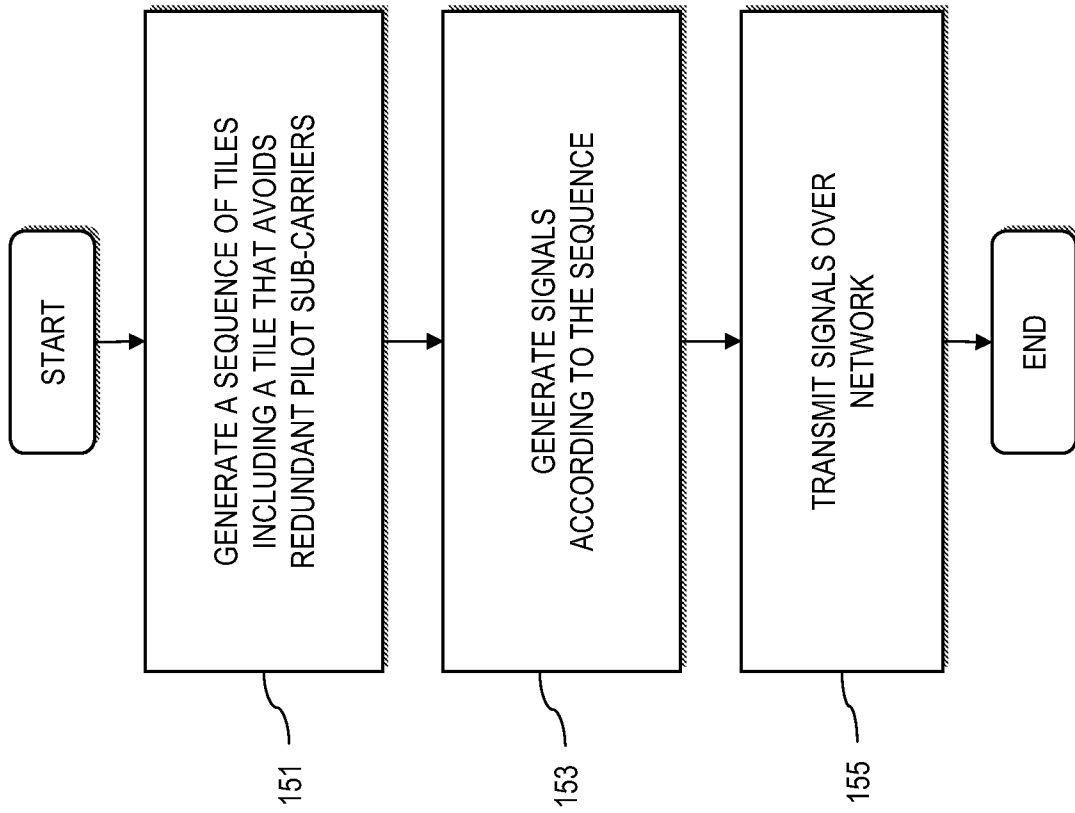 START
GENERATE A SEQUENCE OF TILES
INCLUDING A TILE THAT AVOIDS
REDUNDANT PILOT SUB-CARRIERS
151
GENERATE SIGNALS
ACCORDING TO THE SEQUENCE
153
TRANSMIT SIGNALS OVER
NETWORK
155
END